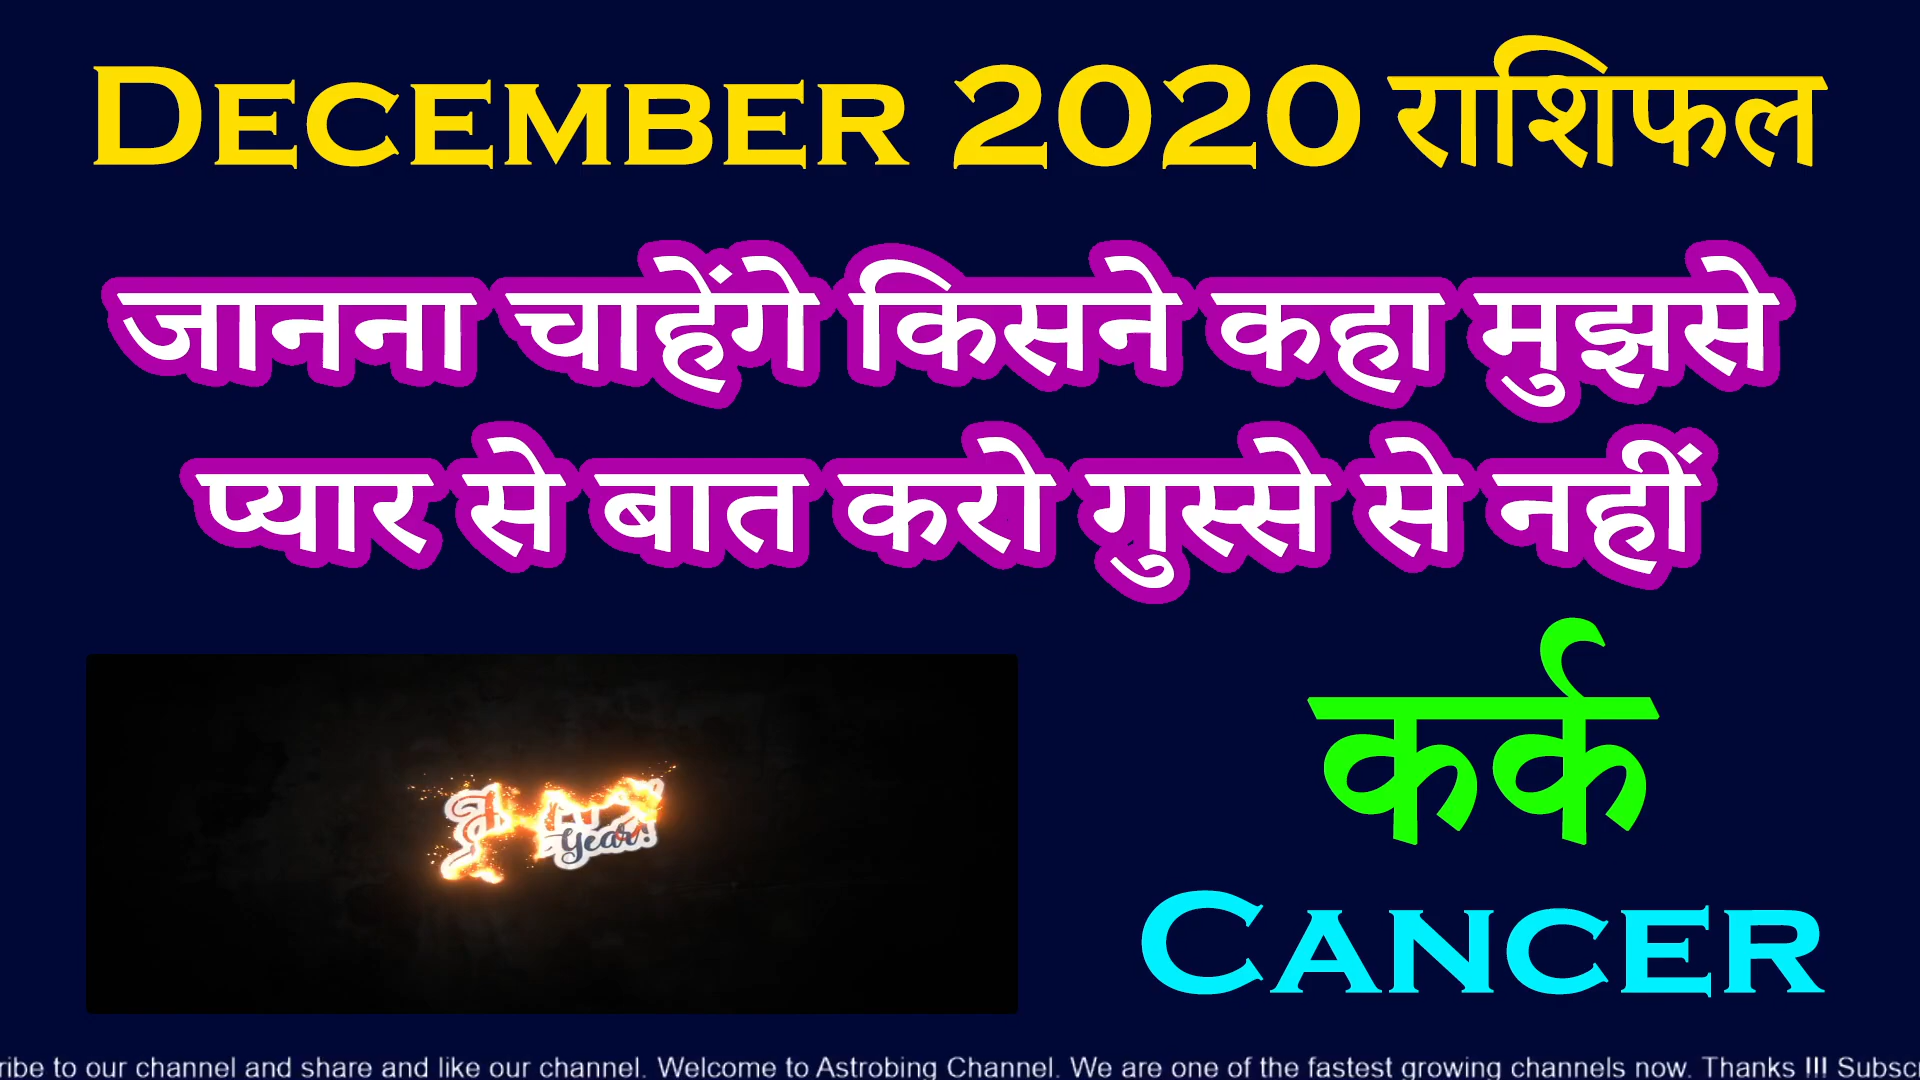 December 2020 राशिफल
जानना चाहेंगे किसने कहा मुझसे
प्यार से बात करो गुस्से से नहीं
Year!
कर्क
Cancer
ribe to our channel and share and like our channel. Welcome to Astrobing Channel. We are one of the fastest growing channels now. Thanks !!! Subsc